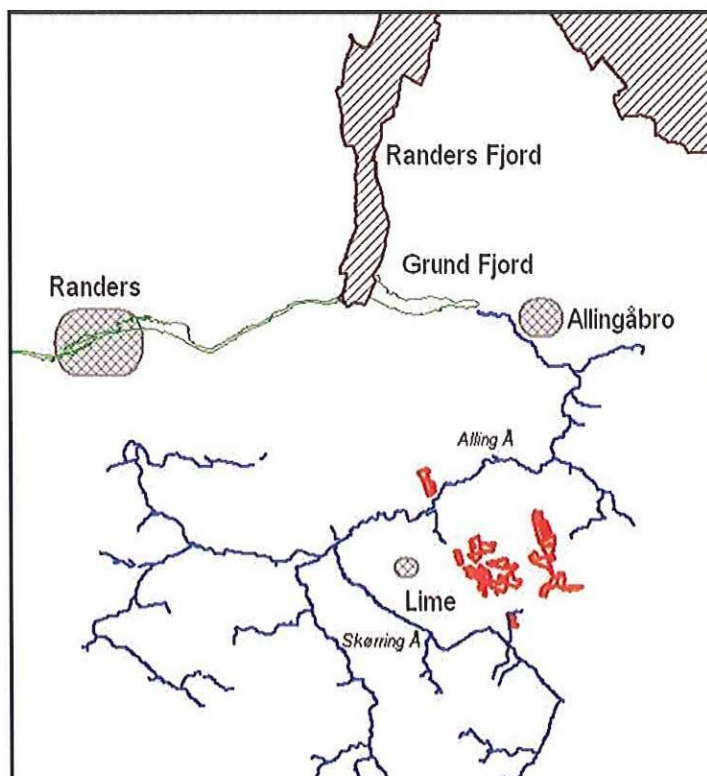 Randers Fjord
Grund Fjord
Randers
Allingåbro
Alling Å
Lime
Skørring Å